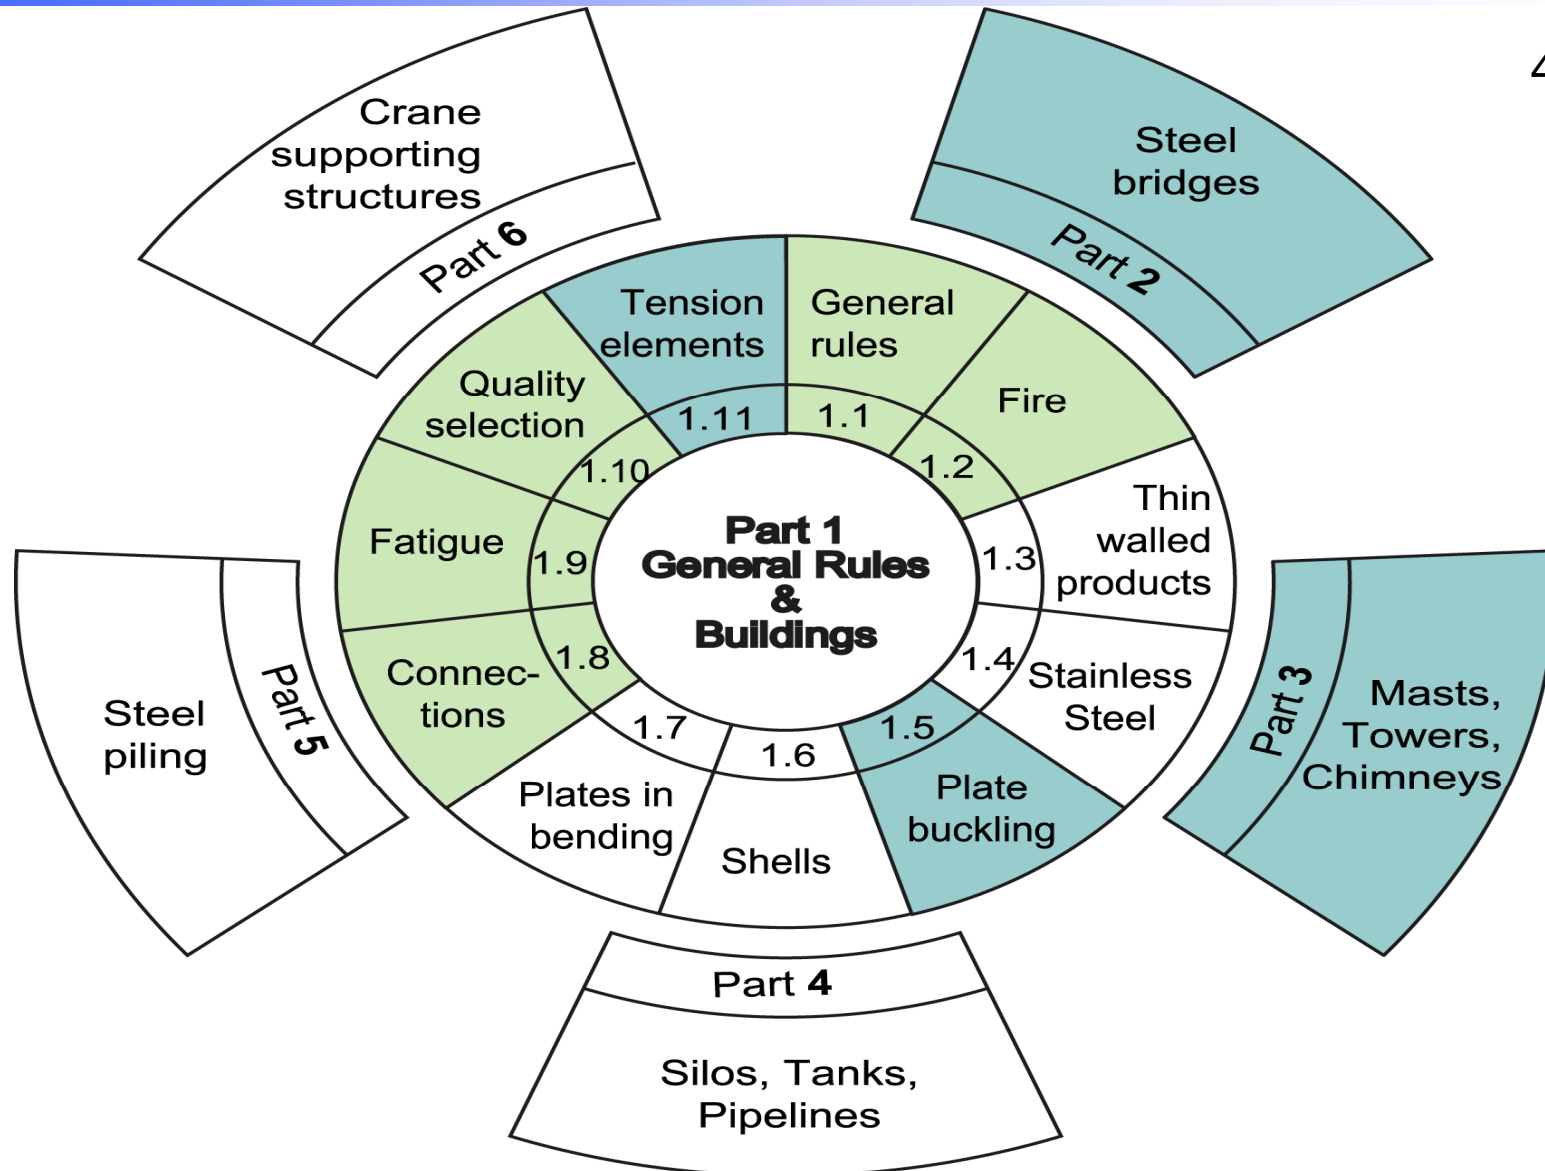 4
Crane
supporting
structures
Part 6
Steel
bridges
Part 2
Tension
elements
1.11
General
rules
1.1
Fire
1.2
Thin
walled
products
1.3
Stainless
Steel
1.4
Plate
buckling
1.5
Shells
1.6
Plates in
bending
1.7
Connec-
tions
1.8
Fatigue
1.9
Quality
selection
1.10
Part 1
General Rules
&
Buildings
Part 3
Masts,
Towers,
Chimneys
Part 4
Silos, Tanks,
Pipelines
Part 5
Steel
piling